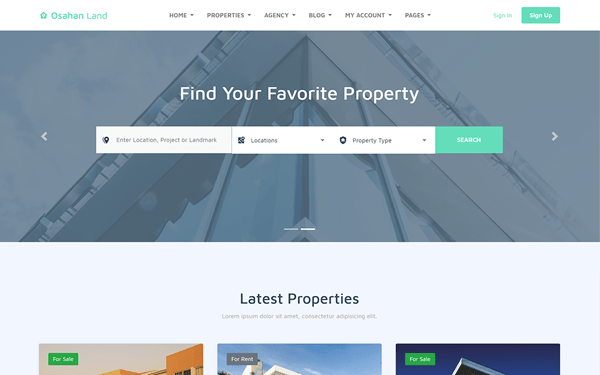 Osahan Land
HOME PROPERTIES AGENCY BLOG MY ACCOUNT PAGES Sign In Sign Up
Find Your Favorite Property
Enter Location, Project or Landmark Locations Property Type SEARCH
Latest Properties
Lorem ipsum dolor sit amet, consectetur adipisicing elit.
For Sale For Rent For Sale